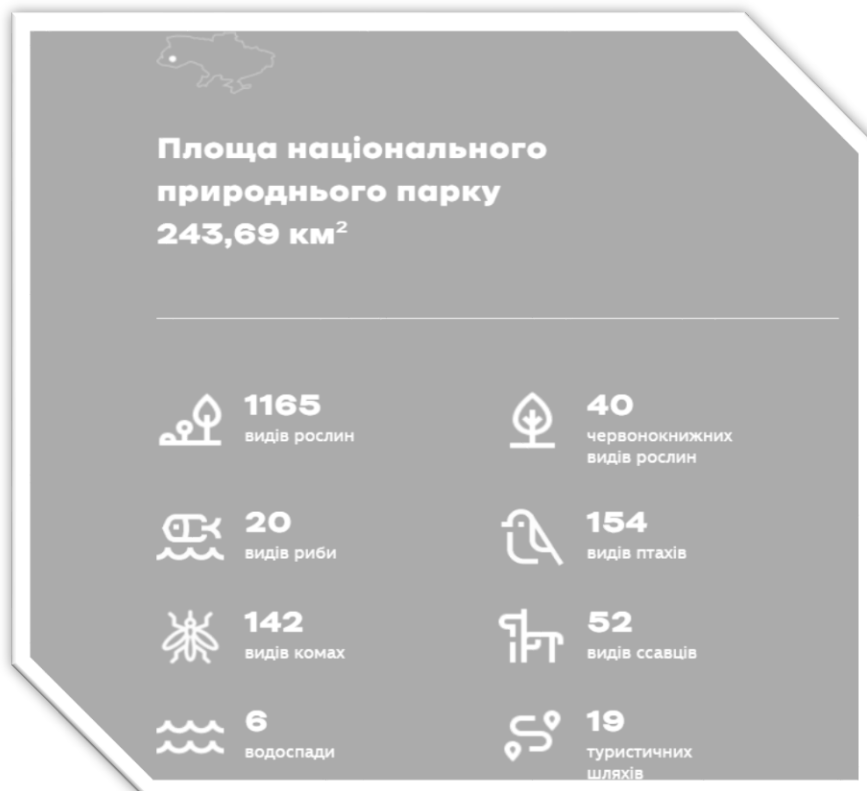 Площа національного
природнього парку
243,69 км²
1165
видів рослин
40
червонокнижних
видів рослин
20
видів риби
154
видів птахів
142
видів комах
52
видів ссавців
6
водоспади
19
туристичних
шляхів